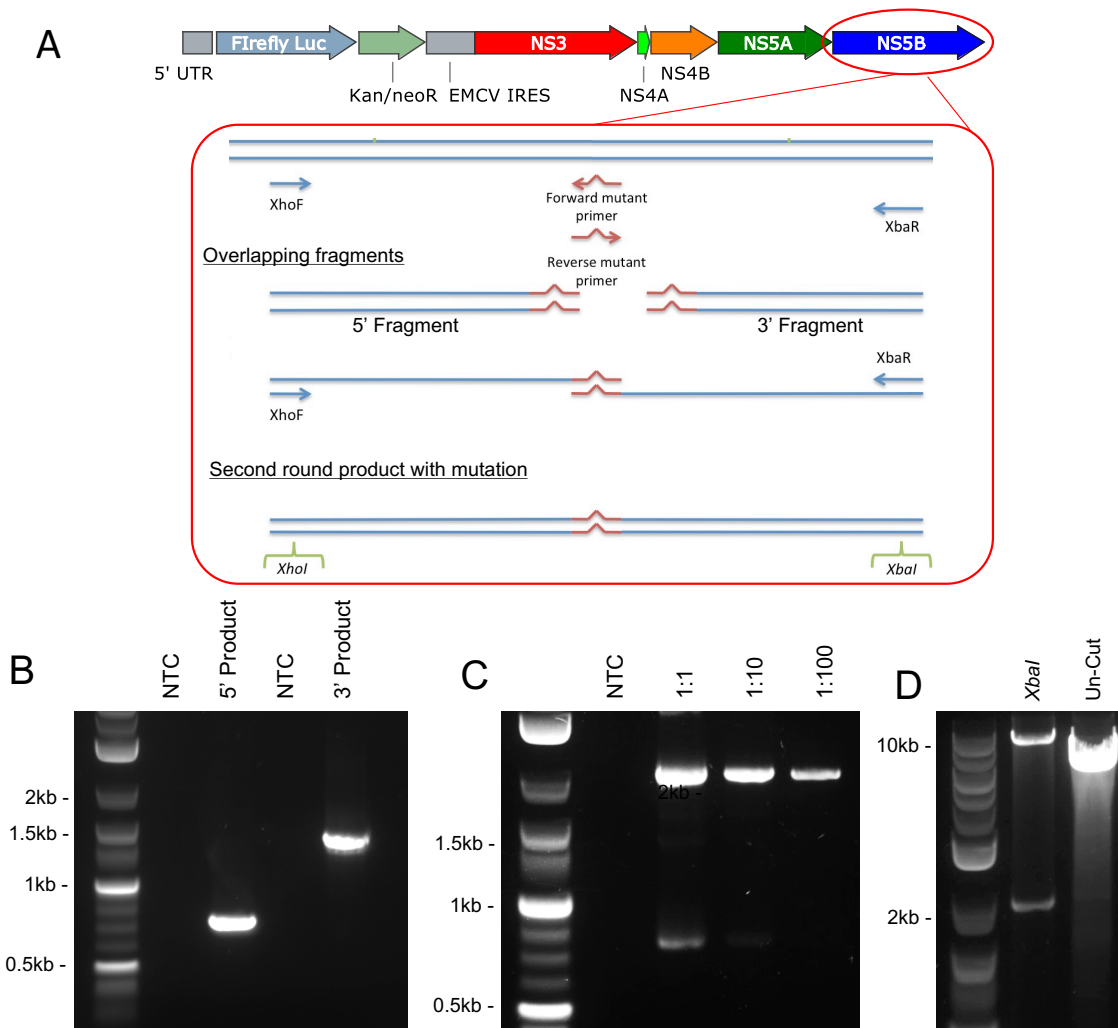 A
FIrefly Luc
NS3
NS5A
NS5B
5' UTR
NS4B
Kan/neoR
EMCV IRES
NS4A
XhoF
Forward mutant
primer
XbaR
Overlapping fragments
Reverse mutant
primer
5’ Fragment
3’ Fragment
XbaR
XhoF
Second round product with mutation
XhoI
XbaI
B
NTC
5’ Product
NTC
3’ Product
2kb -
1.5kb -
1kb -
0.5kb -
C
NTC
1:1
1:10
1:100
2kb -
1.5kb -
1kb -
0.5kb -
D
XbaI
Un-Cut
10kb -
2kb -